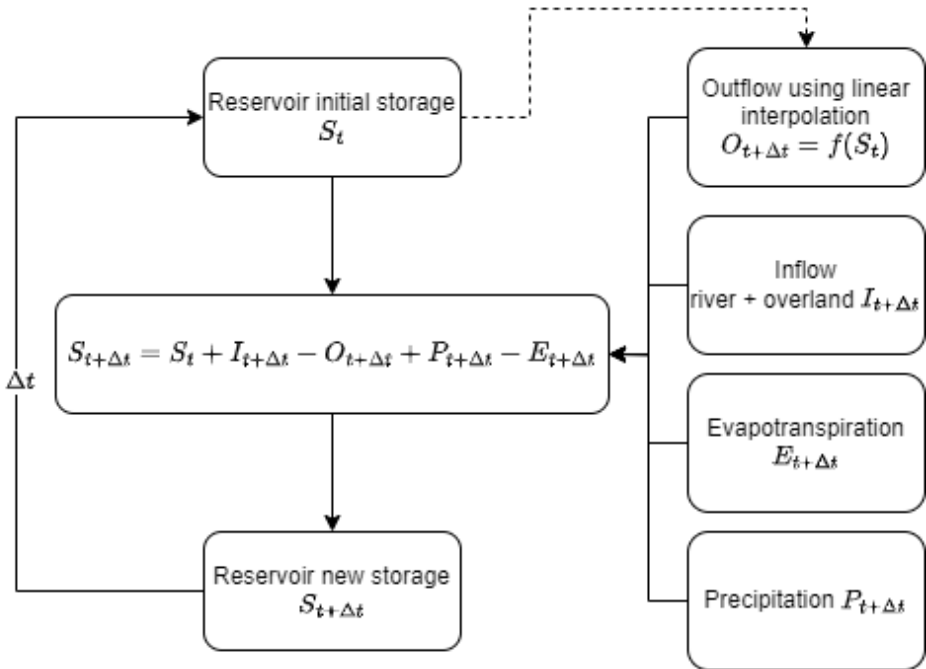 Reservoir initial storage
S_t
Outflow using linear
interpolation
O_{t+Δt} = f(S_t)
Inflow
river + overland I_{t+Δt}
S_{t+Δt} = S_t + I_{t+Δt} − O_{t+Δt} + P_{t+Δt} − E_{t+Δt}
Δt
Evapotranspiration
E_{t+Δt}
Reservoir new storage
S_{t+Δt}
Precipitation P_{t+Δt}